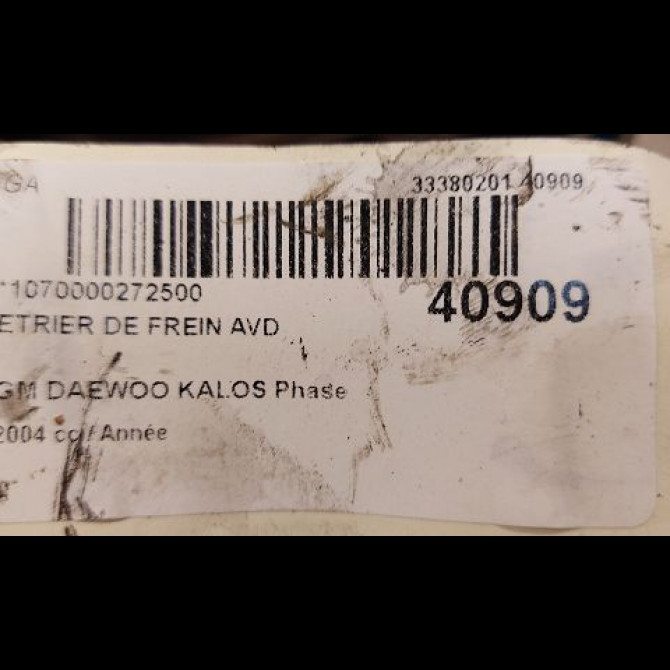 GA 33380201 40909
*1070000272500
40909
ETRIER DE FREIN AVD
GM DAEWOO KALOS Phase
2004 cc / Année